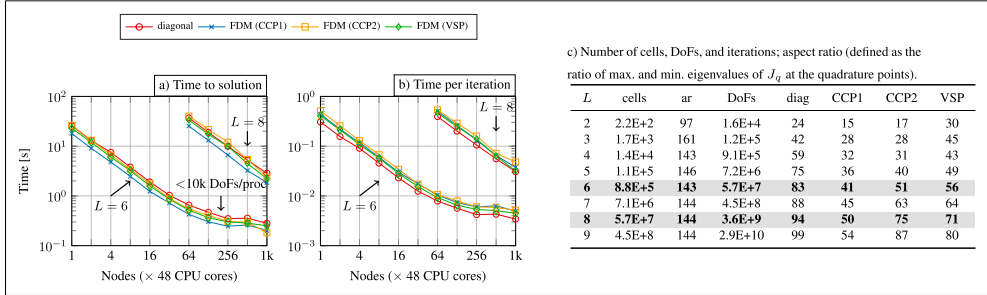 diagonal FDM (CCP1) FDM (CCP2) FDM (VSP)
a) Time to solution
b) Time per iteration
10^2
10^1
10^0
10^−1
Time [s]
L = 8
L = 6
<10k DoFs/proc
1 4 16 64 256 1k
Nodes (× 48 CPU cores)
10^0
10^−1
10^−2
10^−3
L = 8
L = 6
1 4 16 64 256 1k
Nodes (× 48 CPU cores)
c) Number of cells, DoFs, and iterations; aspect ratio (defined as the
ratio of max. and min. eigenvalues of J_q at the quadrature points).
L cells ar DoFs diag CCP1 CCP2 VSP
2 2.2E+2 97 1.6E+4 24 15 17 30
3 1.7E+3 161 1.2E+5 42 28 28 45
4 1.4E+4 143 9.1E+5 59 32 31 43
5 1.1E+5 146 7.2E+6 75 36 40 49
6 8.8E+5 143 5.7E+7 83 41 51 56
7 7.1E+6 144 4.5E+8 88 45 63 64
8 5.7E+7 144 3.6E+9 94 50 75 71
9 4.5E+8 144 2.9E+10 99 54 87 80